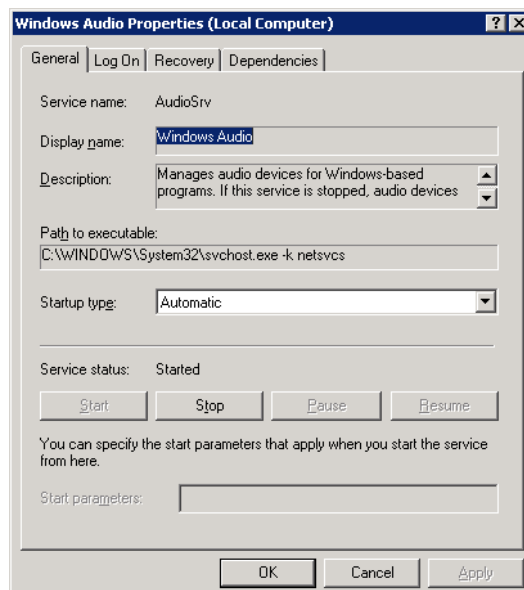 Windows Audio Properties (Local Computer)
General Log On Recovery Dependencies
Service name: AudioSrv
Display name: Windows Audio
Description: Manages audio devices for Windows-based
programs. If this service is stopped, audio devices
Path to executable:
C:\WINDOWS\System32\svchost.exe -k netsvcs
Startup type: Automatic
Service status: Started
Start Stop Pause Resume
You can specify the start parameters that apply when you start the service
from here.
Start parameters:
OK Cancel Apply